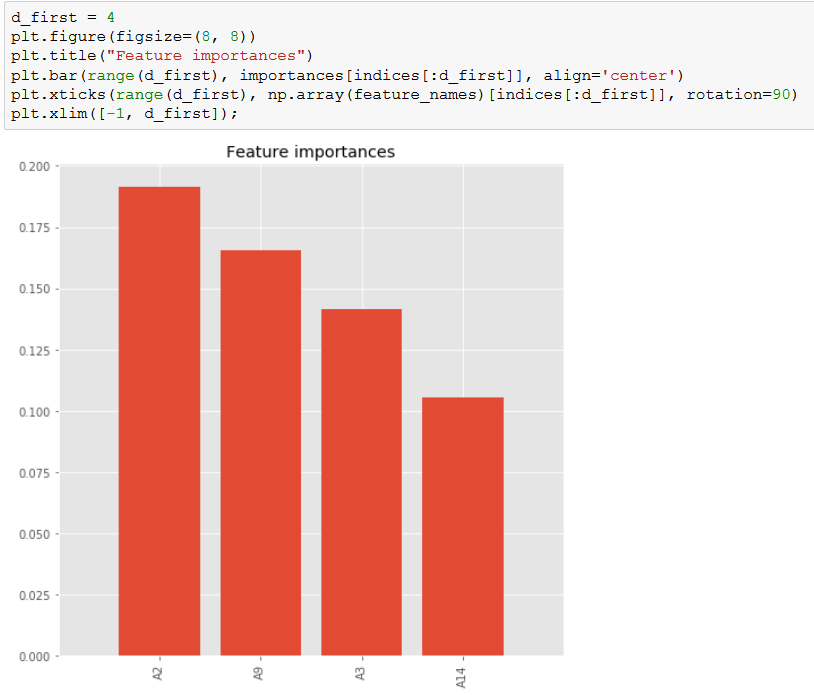 d_first = 4
plt.figure(figsize=(8, 8))
plt.title("Feature importances")
plt.bar(range(d_first), importances[indices[:d_first]], align='center')
plt.xticks(range(d_first), np.array(feature_names)[indices[:d_first]], rotation=90)
plt.xlim([-1, d_first]);
Feature importances
0.200
0.175
0.150
0.125
0.100
0.075
0.050
0.025
0.000
A2
A9
A3
A14